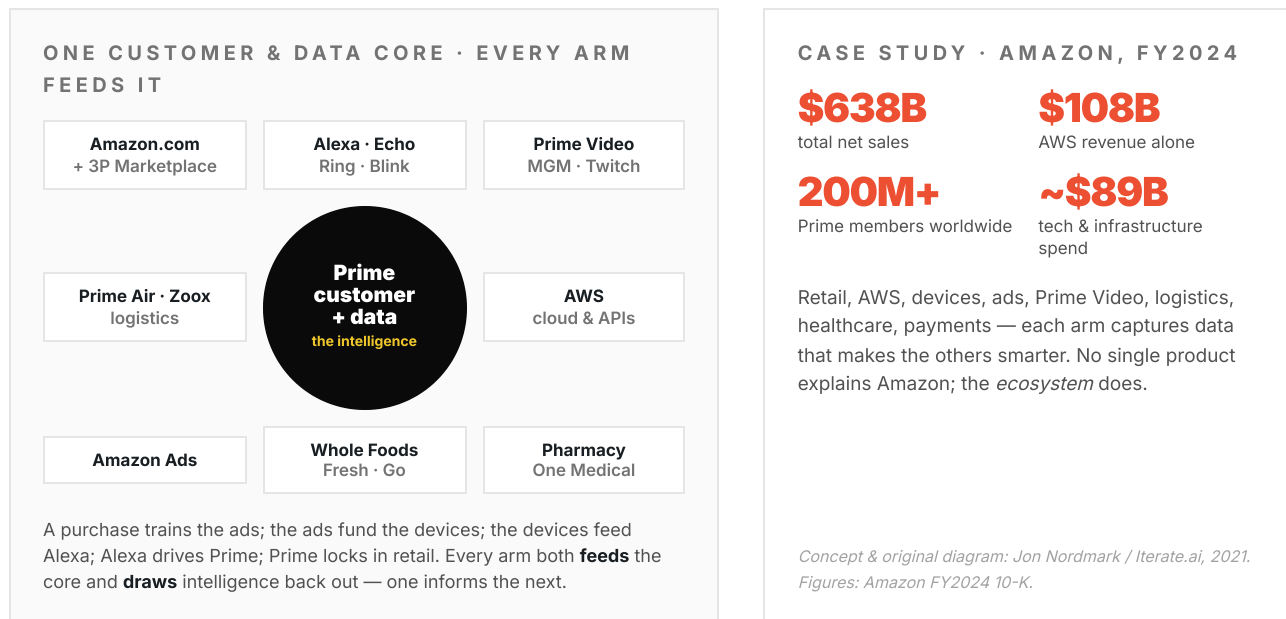 ONE CUSTOMER & DATA CORE · EVERY ARM
FEEDS IT
Amazon.com
+ 3P Marketplace
Alexa · Echo
Ring · Blink
Prime Video
MGM · Twitch
Prime Air · Zoox
logistics
Prime
customer
+ data
the intelligence
AWS
cloud & APIs
Amazon Ads
Whole Foods
Fresh · Go
Pharmacy
One Medical
A purchase trains the ads; the ads fund the devices; the devices feed
Alexa; Alexa drives Prime; Prime locks in retail. Every arm both feeds the
core and draws intelligence back out — one informs the next.
CASE STUDY · AMAZON, FY2024
$638B
total net sales
$108B
AWS revenue alone
200M+
Prime members worldwide
~$89B
tech & infrastructure
spend
Retail, AWS, devices, ads, Prime Video, logistics,
healthcare, payments — each arm captures data
that makes the others smarter. No single product
explains Amazon; the ecosystem does.
Concept & original diagram: Jon Nordmark / Iterate.ai, 2021.
Figures: Amazon FY2024 10-K.